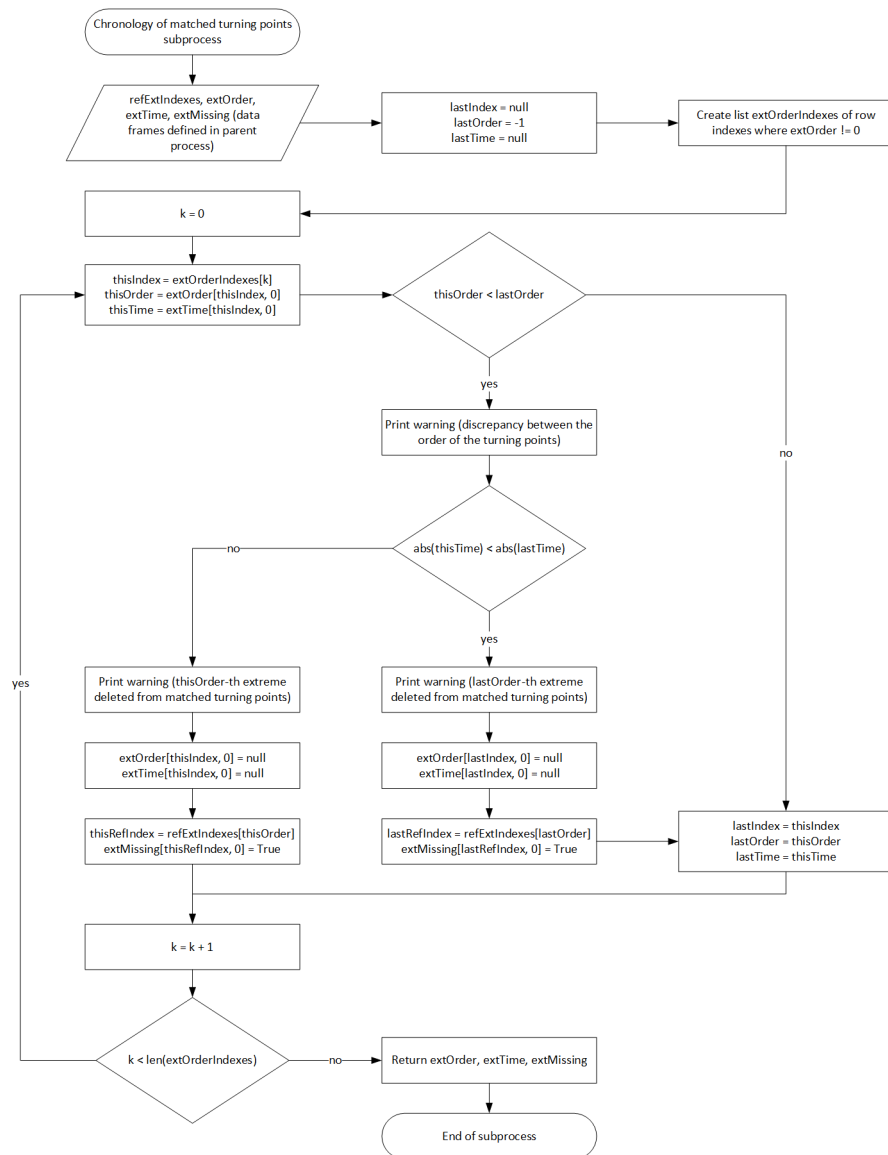 Chronology of matched turning points
subprocess
refExtIndexes, extOrder,
extTime, extMissing (data
frames defined in parent
process)
lastIndex = null
lastOrder = -1
lastTime = null
Create list extOrderIndexes of row
indexes where extOrder != 0
k = 0
thisIndex = extOrderIndexes[k]
thisOrder = extOrder[thisIndex, 0]
thisTime = extTime[thisIndex, 0]
thisOrder < lastOrder
yes
no
Print warning (discrepancy between the
order of the turning points)
abs(thisTime) < abs(lastTime)
no
yes
yes
Print warning (thisOrder-th extreme
deleted from matched turning points)
Print warning (lastOrder-th extreme
deleted from matched turning points)
extOrder[thisIndex, 0] = null
extTime[thisIndex, 0] = null
extOrder[lastIndex, 0] = null
extTime[lastIndex, 0] = null
thisRefIndex = refExtIndexes[thisOrder]
extMissing[thisRefIndex, 0] = True
lastRefIndex = refExtIndexes[lastOrder]
extMissing[lastRefIndex, 0] = True
lastIndex = thisIndex
lastOrder = thisOrder
lastTime = thisTime
k = k + 1
k < len(extOrderIndexes)
no
Return extOrder, extTime, extMissing
End of subprocess